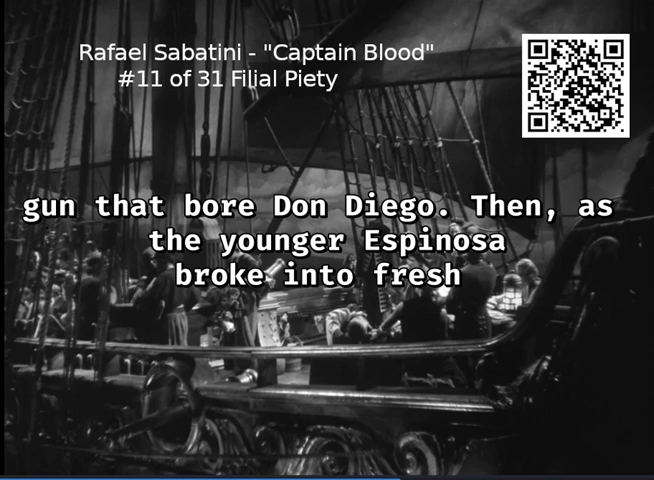 Rafael Sabatini - "Captain Blood"
#11 of 31 Filial Piety
gun that bore Don Diego. Then, as
the younger Espinosa
broke into fresh